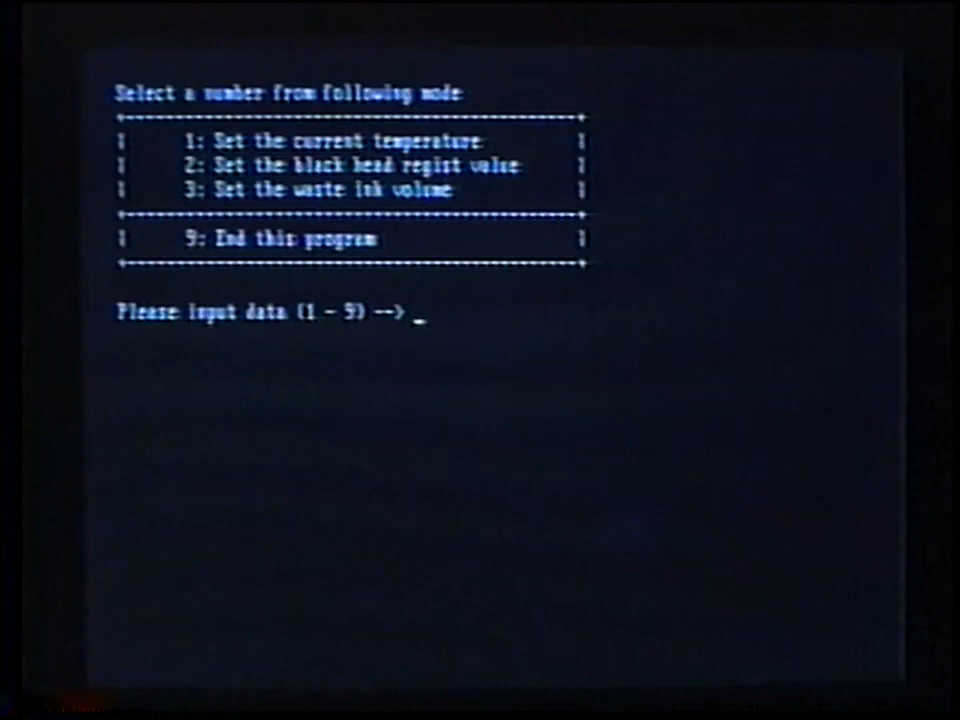 Select a number from following mode
1: Set the current temperature
2: Set the black head regist value
3: Set the waste ink volume
9: End this program
Please input data (1 - 9) --> _